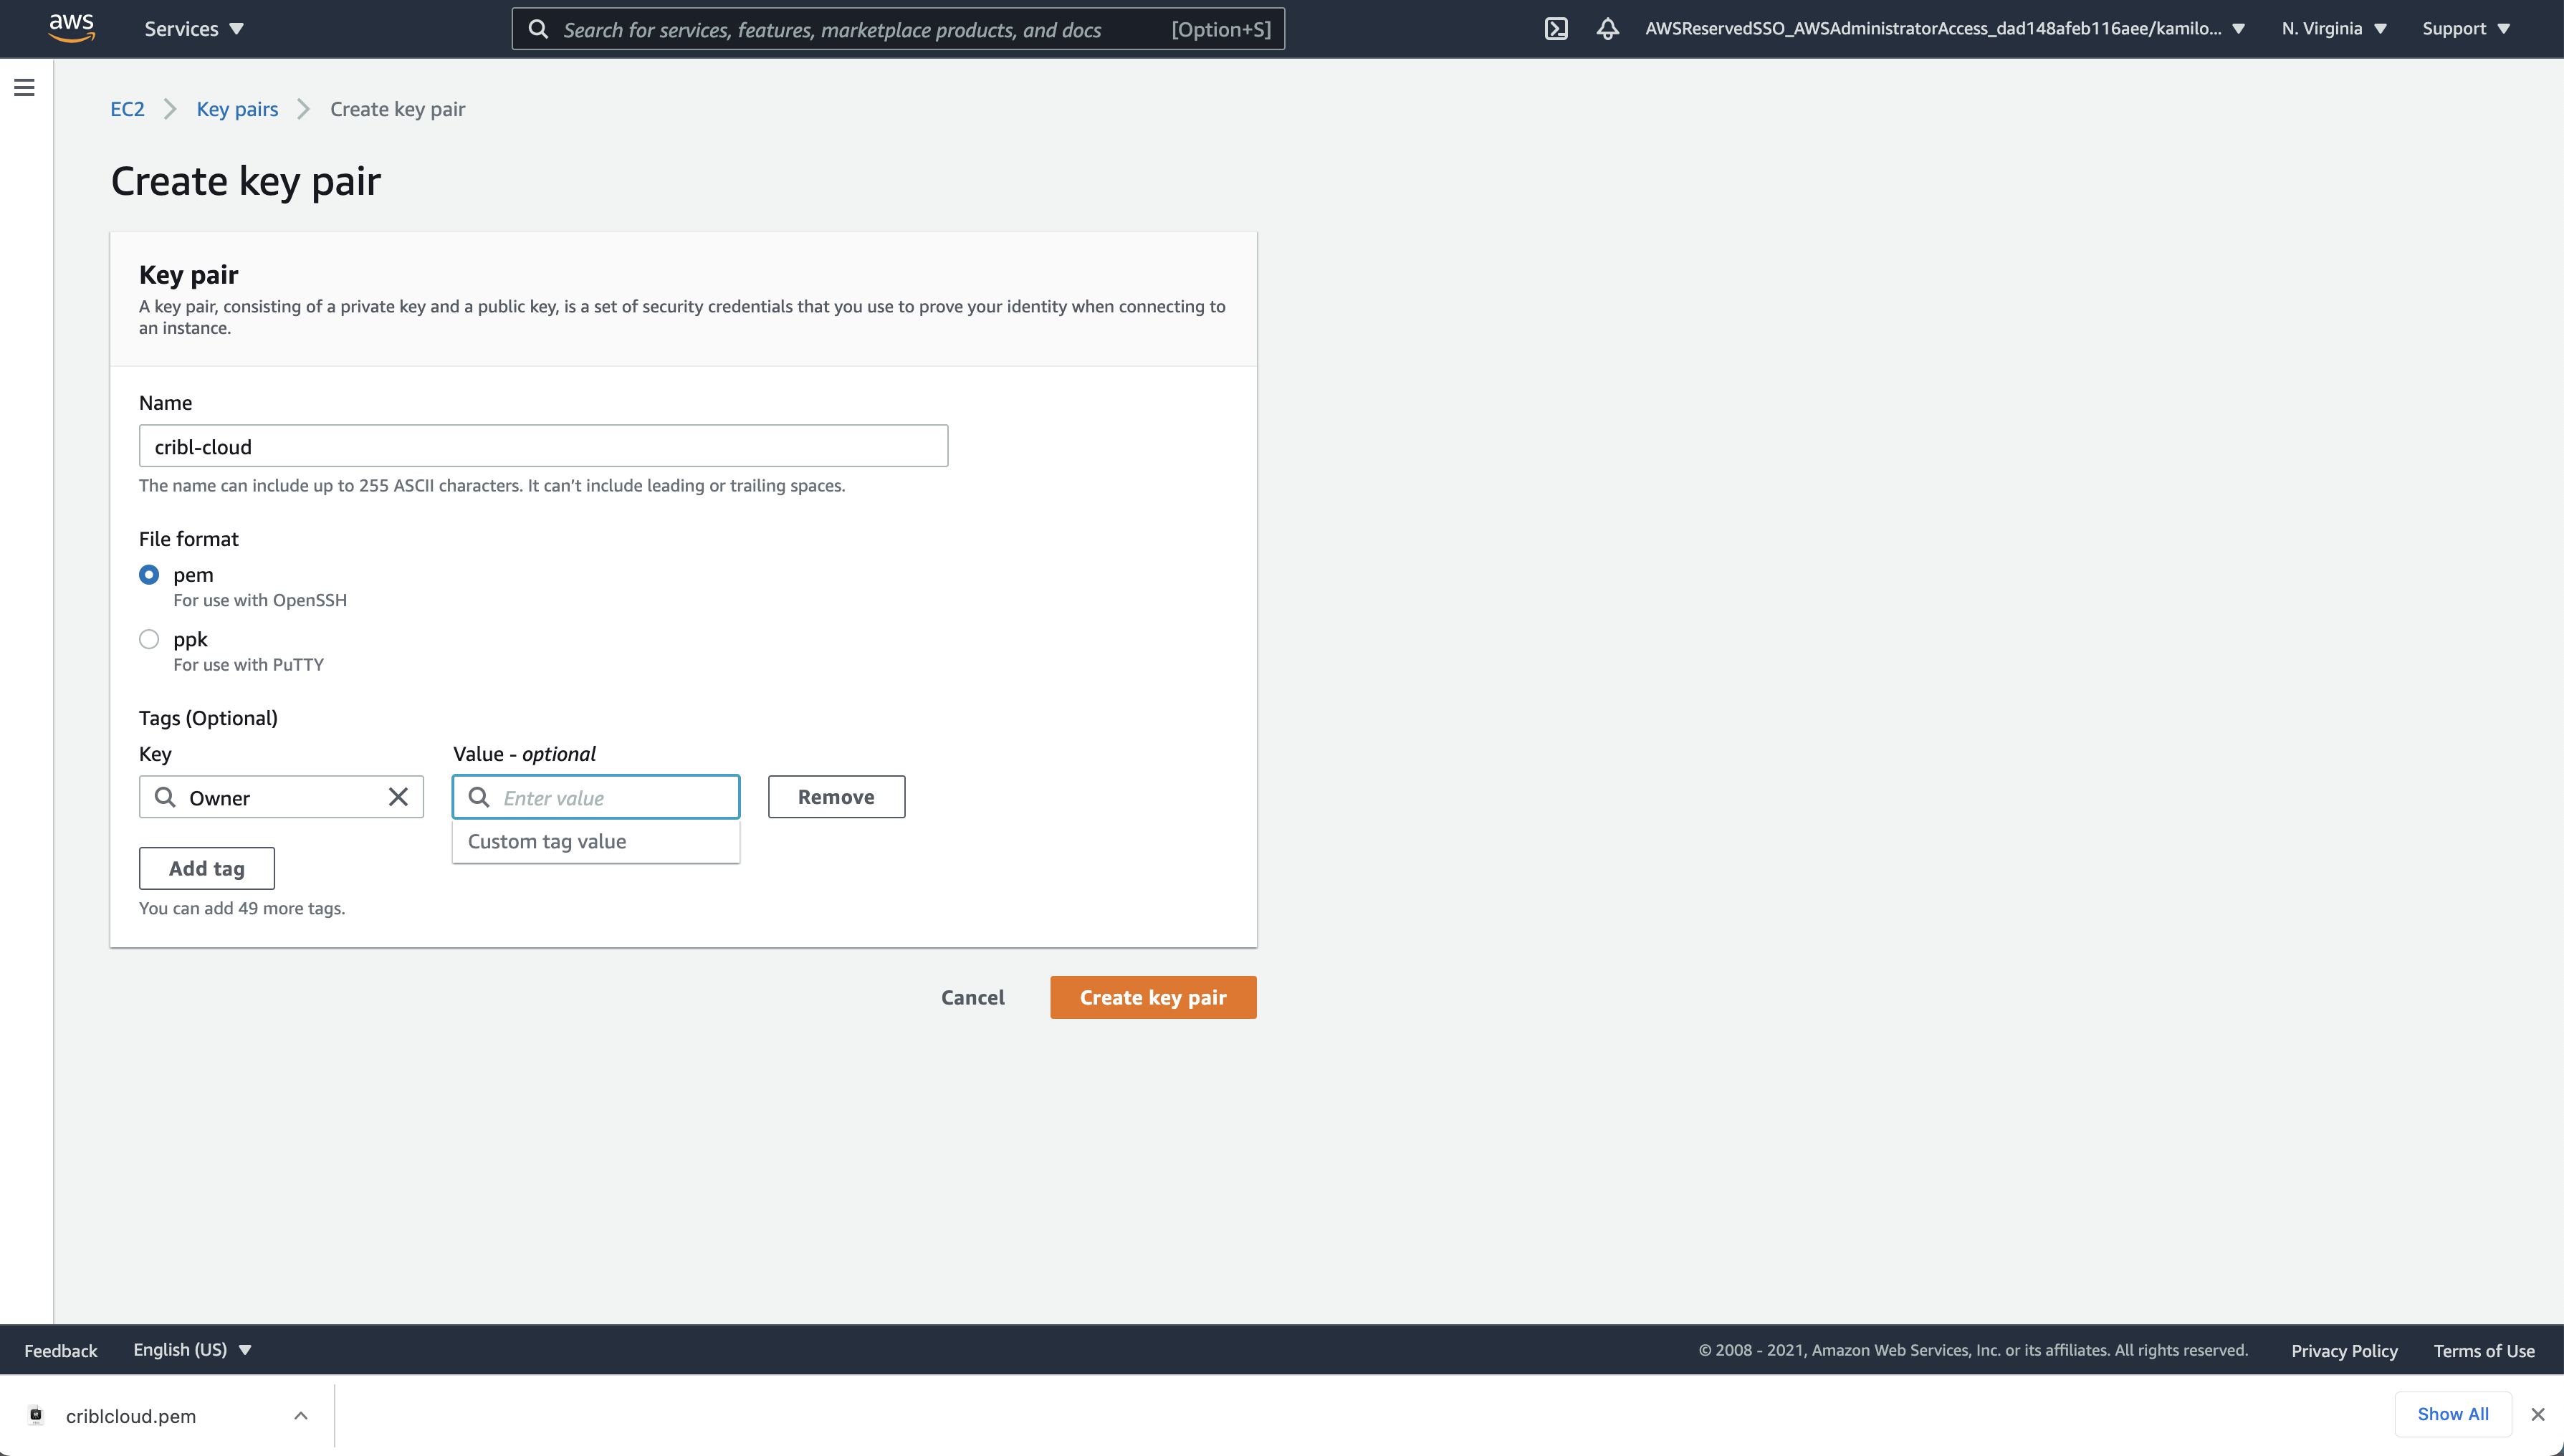 aws
Services
Search for services, features, marketplace products, and docs
[Option+S]
AWSReservedSSO_AWSAdministratorAccess_dad148afeb116aee/kamilo...
N. Virginia
Support
EC2
Key pairs
Create key pair
Create key pair
Key pair
A key pair, consisting of a private key and a public key, is a set of security credentials that you use to prove your identity when connecting to
an instance.
Name
cribl-cloud
The name can include up to 255 ASCII characters. It can't include leading or trailing spaces.
File format
pem
For use with OpenSSH
ppk
For use with PuTTY
Tags (Optional)
Key
Value - optional
Owner
Enter value
Remove
Custom tag value
Add tag
You can add 49 more tags.
Cancel
Create key pair
Feedback
English (US)
© 2008 - 2021, Amazon Web Services, Inc. or its affiliates. All rights reserved.
Privacy Policy
Terms of Use
criblcloud.pem
Show All